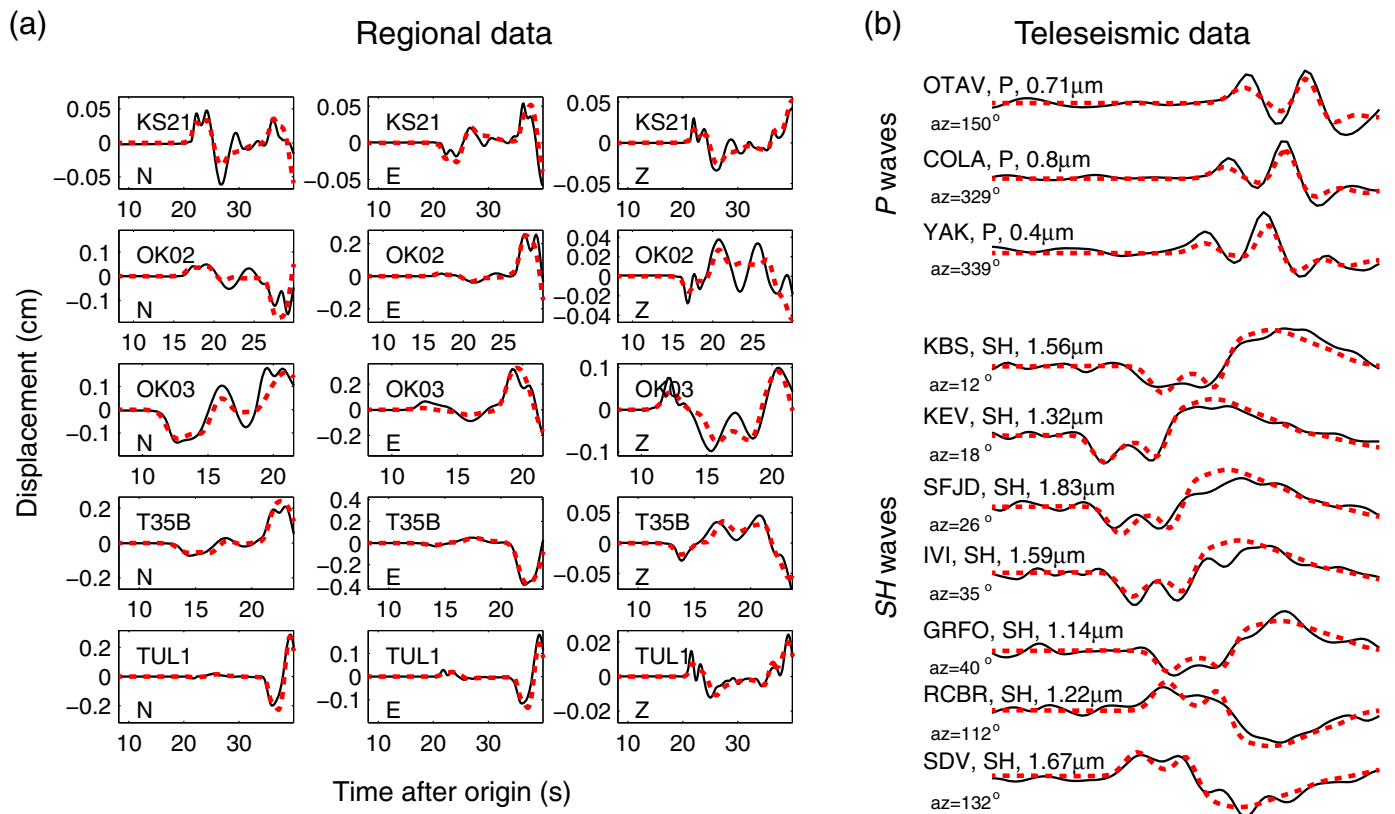 (a)
Regional data
Displacement (cm)
0.05
0
−0.05
KS21
N
10 20 30
0.05
0
−0.05
KS21
E
10 20 30
0.05
0
−0.05
KS21
Z
10 20 30
0.1
0
−0.1
OK02
N
10 15 20 25
0.2
0
−0.2
OK02
E
10 15 20 25
0.04
0.02
0
−0.02
−0.04
OK02
Z
10 15 20 25
0.1
0
−0.1
OK03
N
10 15 20
0.2
0
−0.2
OK03
E
10 15 20
0.1
0
−0.1
OK03
Z
10 15 20
0.2
0
−0.2
T35B
N
10 15 20
0.4
0.2
0
−0.2
−0.4
T35B
E
10 15 20
0.05
0
−0.05
T35B
Z
10 15 20
0.2
0
−0.2
TUL1
N
10 20 30
0.1
0
−0.1
TUL1
E
10 20 30
0.02
0
−0.02
TUL1
Z
10 20 30
Time after origin (s)
(b)
Teleseismic data
P waves
OTAV, P, 0.71μm
az=150°
COLA, P, 0.8μm
az=329°
YAK, P, 0.4μm
az=339°
SH waves
KBS, SH, 1.56μm
az=12°
KEV, SH, 1.32μm
az=18°
SFJD, SH, 1.83μm
az=26°
IVI, SH, 1.59μm
az=35°
GRFO, SH, 1.14μm
az=40°
RCBR, SH, 1.22μm
az=112°
SDV, SH, 1.67μm
az=132°